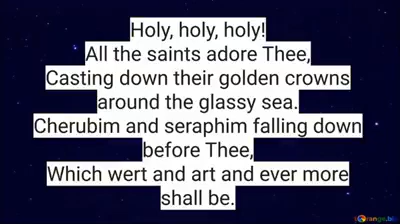 Holy, holy, holy!
All the saints adore Thee,
Casting down their golden crowns
around the glassy sea.
Cherubim and seraphim falling down
before Thee,
Which wert and art and ever more
shall be.